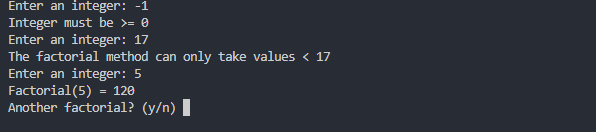 Enter an integer: -1
Integer must be >= 0
Enter an integer: 17
The factorial method can only take values < 17
Enter an integer: 5
Factorial(5) = 120
Another factorial? (y/n)